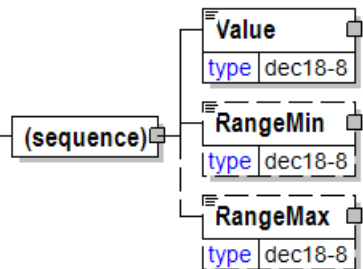 Value
type dec18-8
(sequence)
RangeMin
type dec18-8
RangeMax
type dec18-8